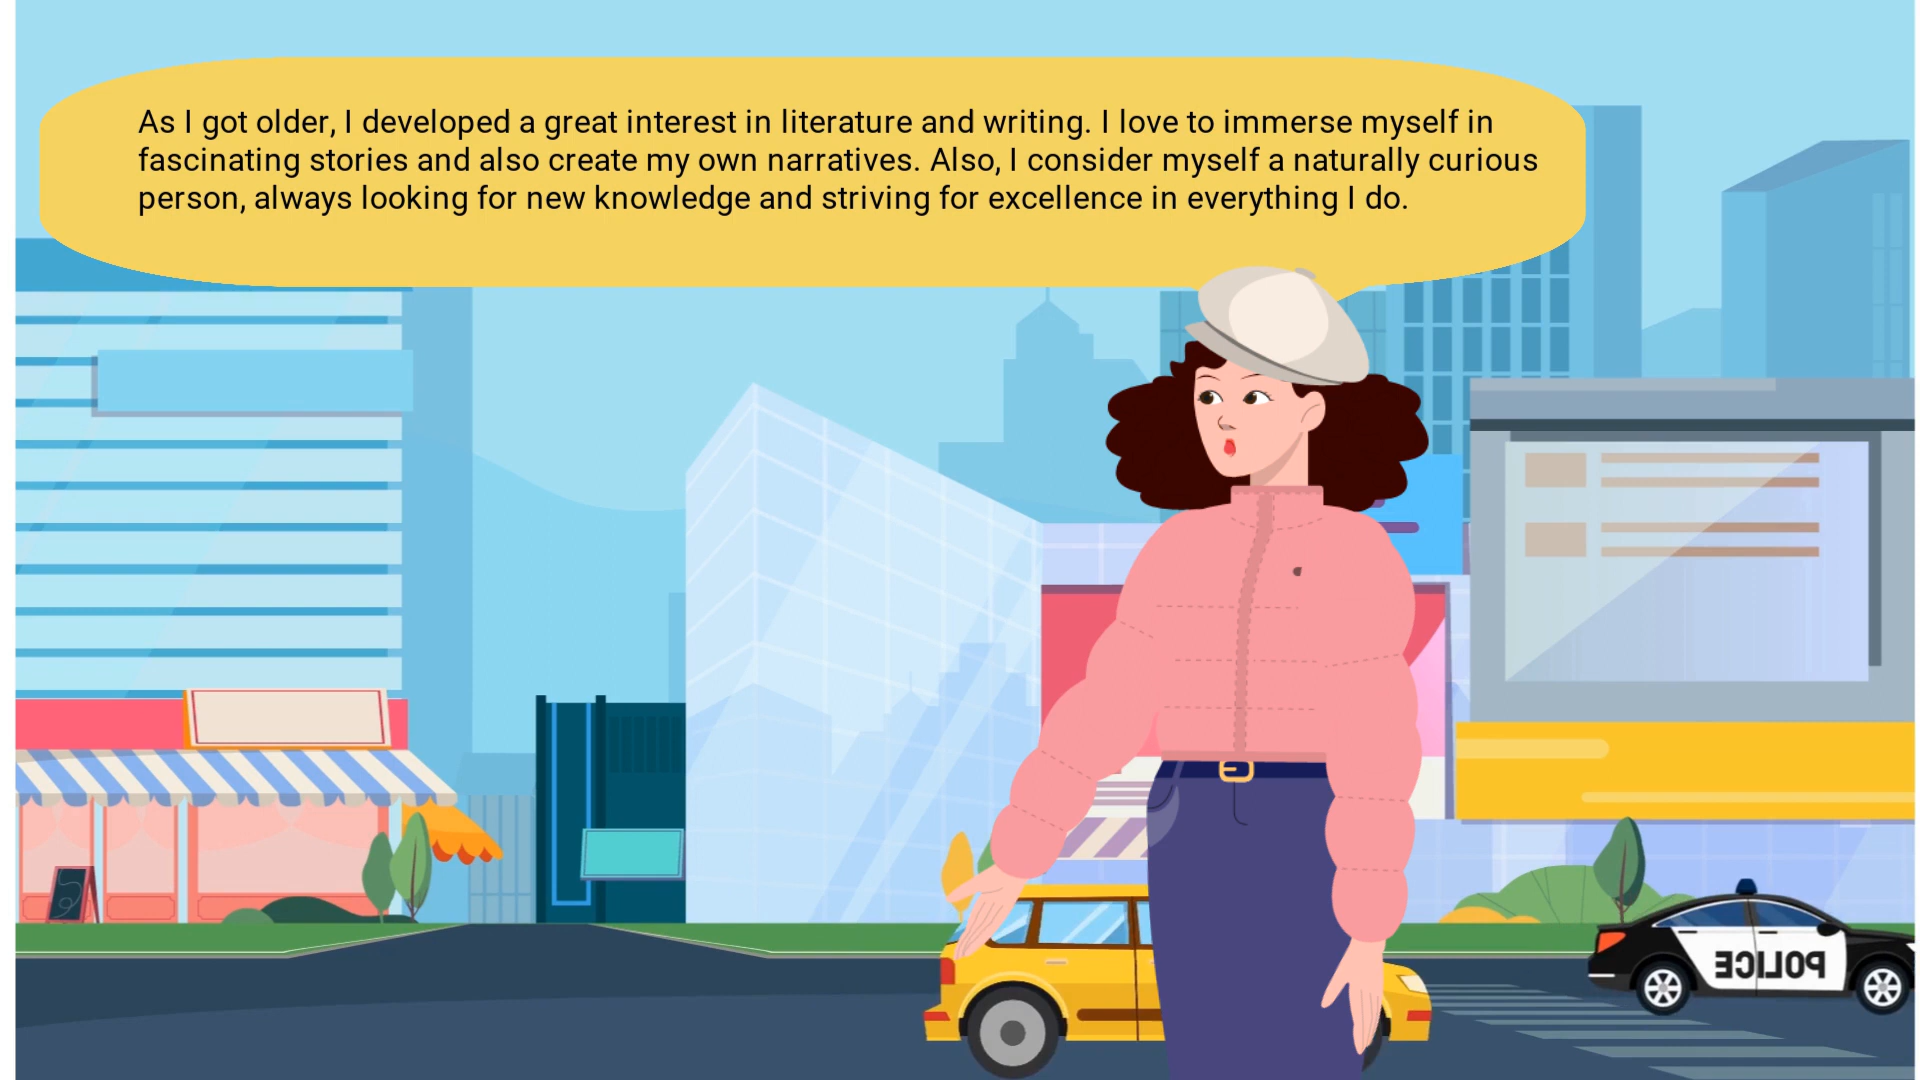 As I got older, I developed a great interest in literature and writing. I love to immerse myself in
fascinating stories and also create my own narratives. Also, I consider myself a naturally curious
person, always looking for new knowledge and striving for excellence in everything I do.
POLICE